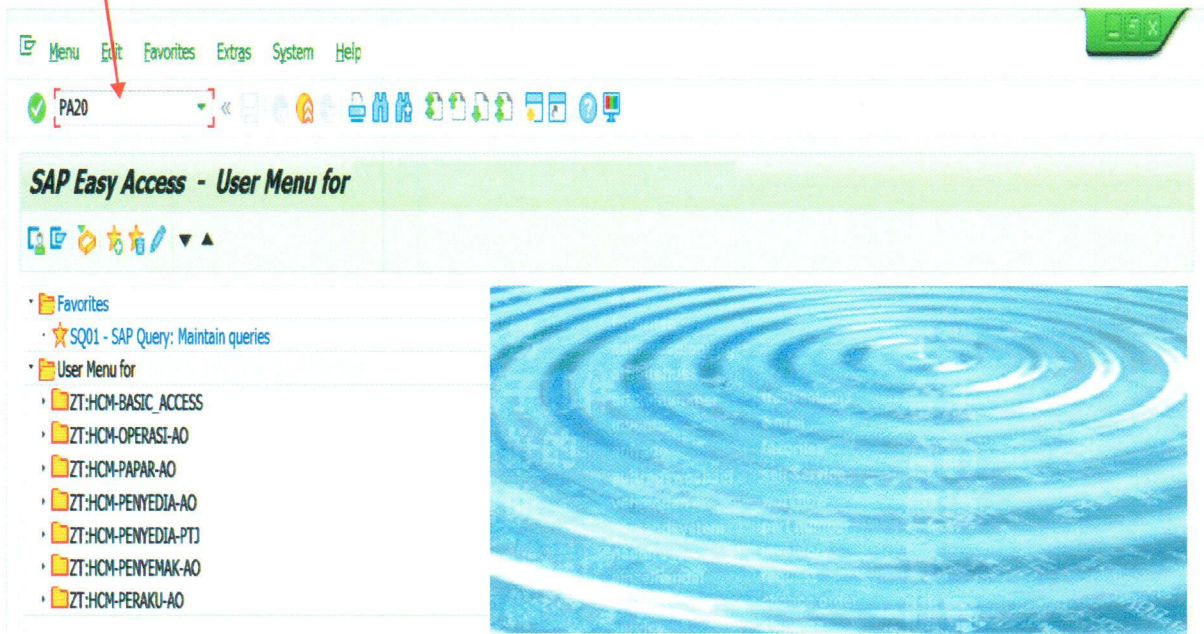 Menu Edit Favorites Extras System Help
PA20
SAP Easy Access - User Menu for
Favorites
SQ01 - SAP Query: Maintain queries
User Menu for
ZT:HCM-BASIC_ACCESS
ZT:HCM-OPERASI-AO
ZT:HCM-PAPAR-AO
ZT:HCM-PENYEDIA-AO
ZT:HCM-PENYEDIA-PTJ
ZT:HCM-PENYEMAK-AO
ZT:HCM-PERAKU-AO